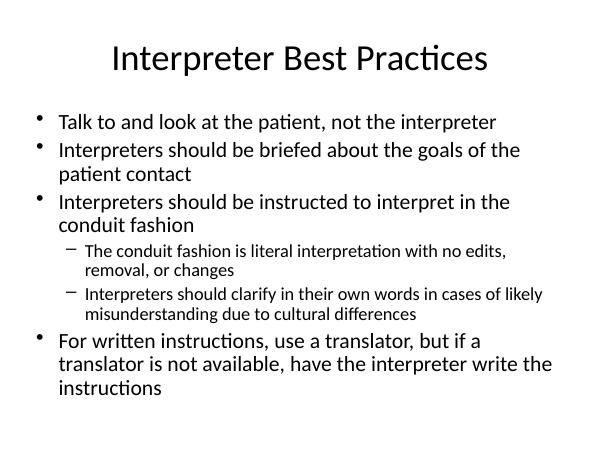 Interpreter Best Practices
• Talk to and look at the patient, not the interpreter
• Interpreters should be briefed about the goals of the
patient contact
• Interpreters should be instructed to interpret in the
conduit fashion
– The conduit fashion is literal interpretation with no edits,
removal, or changes
– Interpreters should clarify in their own words in cases of likely
misunderstanding due to cultural differences
• For written instructions, use a translator, but if a
translator is not available, have the interpreter write the
instructions